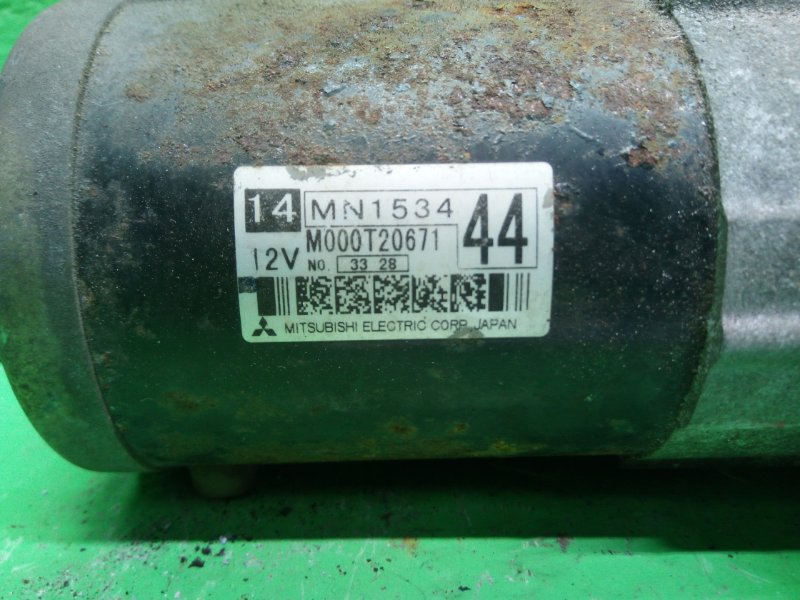 14 MN1534 44
M000T20671
12V NO. 33 28
MITSUBISHI ELECTRIC CORP. JAPAN